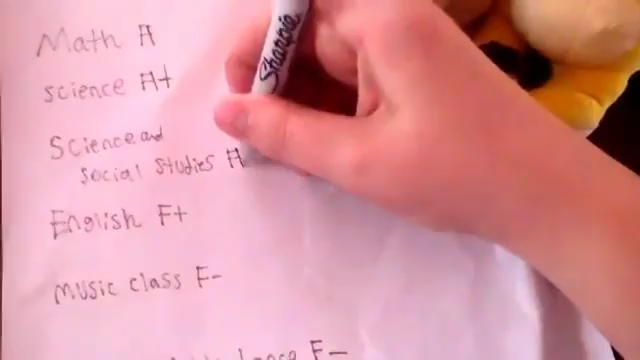 Math A
Sharpie
science A+
Science and
social studies A
English F+
music class F-
F-